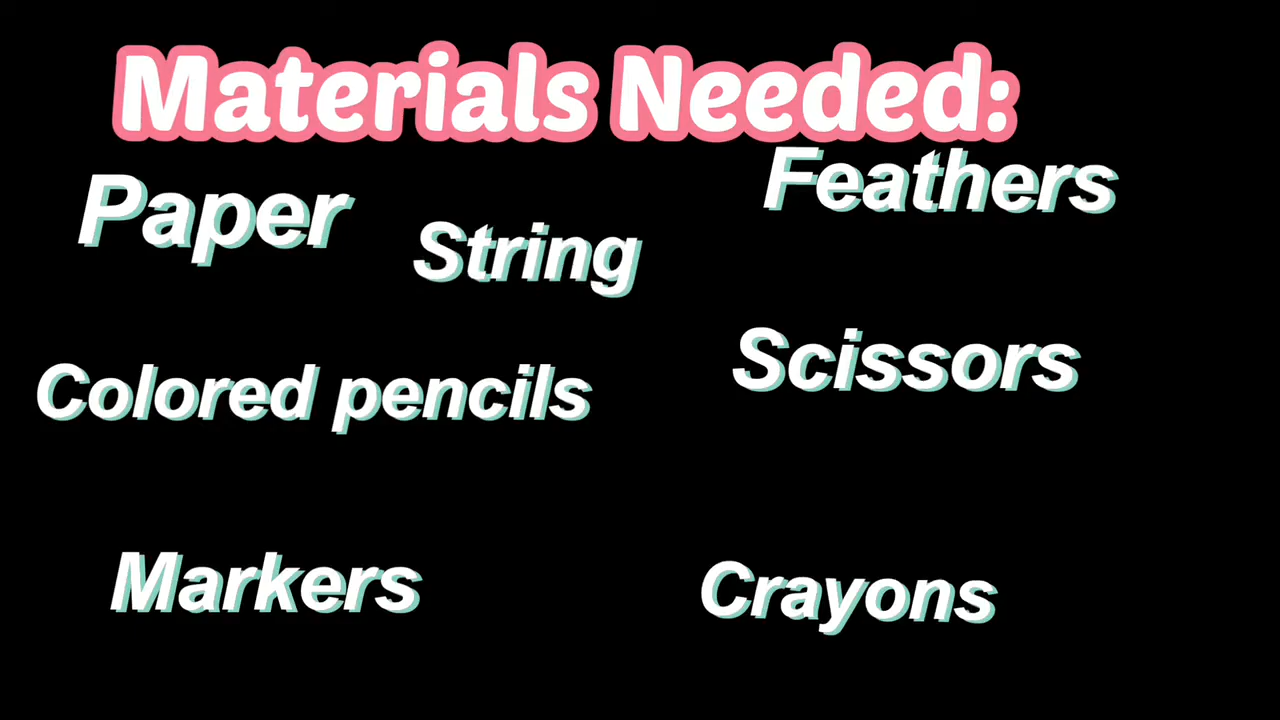 Materials Needed:
Paper
String
Feathers
Colored pencils
Scissors
Markers
Crayons